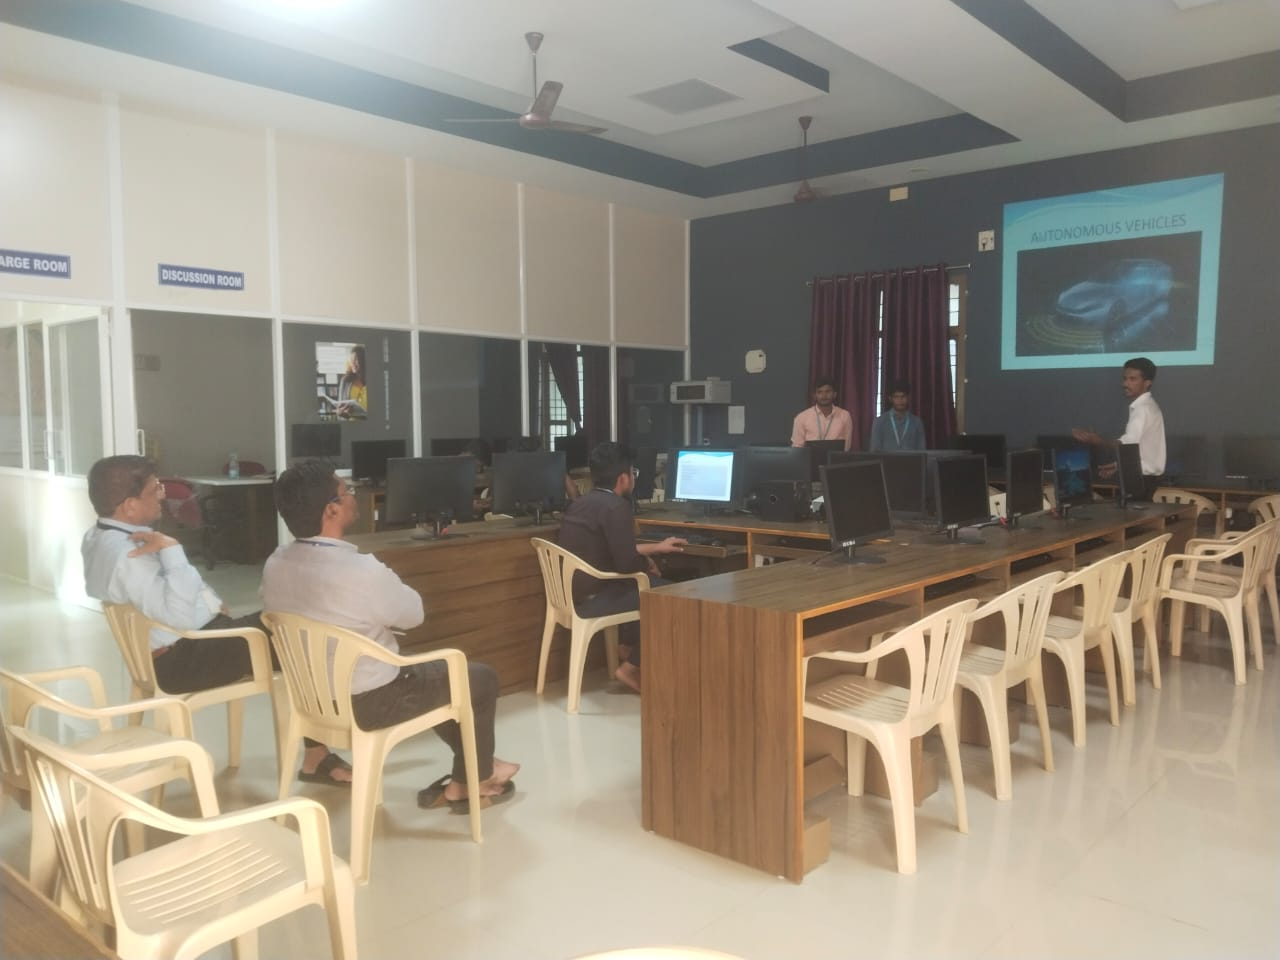 ARGE ROOM
DISCUSSION ROOM
AUTONOMOUS VEHICLES